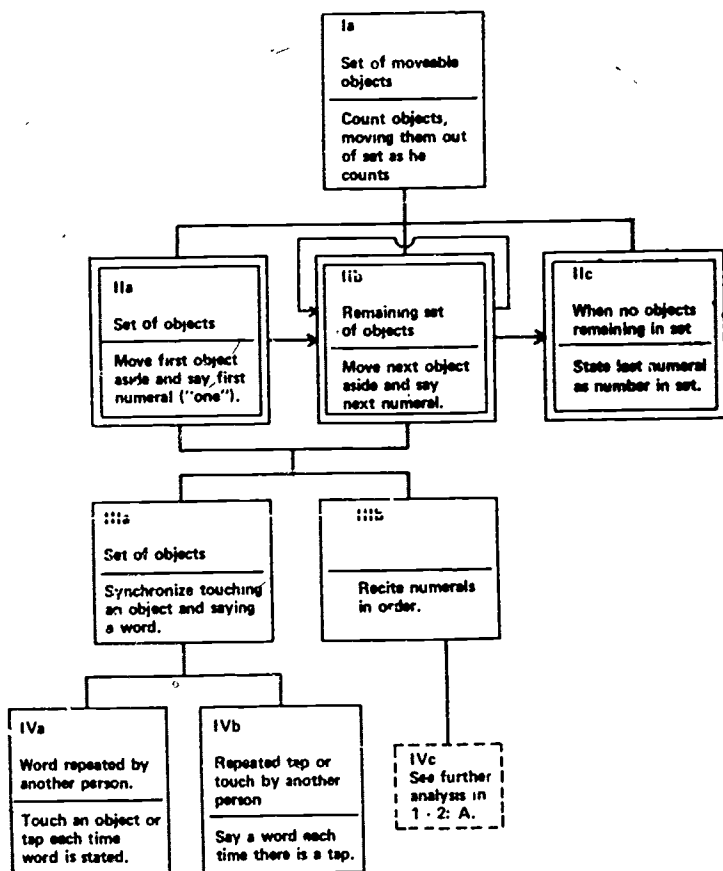 Ia
Set of moveable
objects
Count objects,
moving them out
of set as he
counts
IIa
Set of objects
Move first object
aside and say first
numeral ("one").
IIb
Remaining set
of objects
Move next object
aside and say
next numeral.
IIc
When no objects
remaining in set
State last numeral
as number in set.
IIIa
Set of objects
Synchronize touching
an object and saying
a word.
IIIb
Recite numerals
in order.
IVa
Word repeated by
another person.
Touch an object or
tap each time
word is stated.
IVb
Repeated tap or
touch by another
person
Say a word each
time there is a tap.
IVc
See further
analysis in
1 - 2: A.